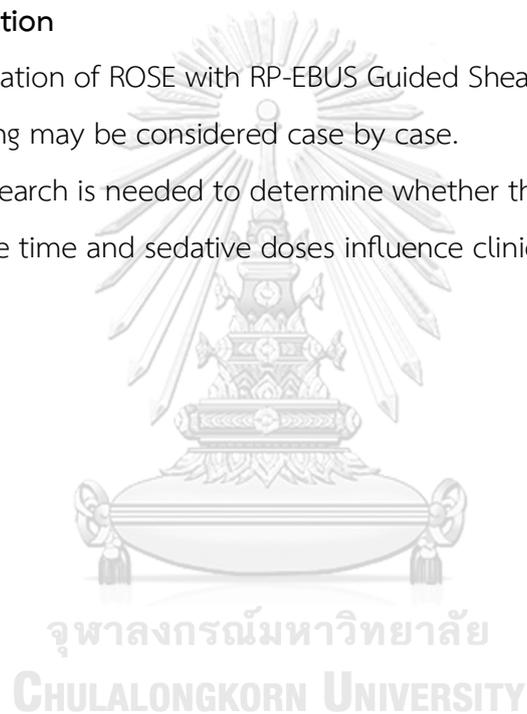 tion
ation of ROSE with RP-EBUS Guided Shea
ng may be considered case by case.
search is needed to determine whether th
e time and sedative doses influence clinic
จุฬาลงกรณ์มหาวิทยาลัย
CHULALONGKORN UNIVERSITY